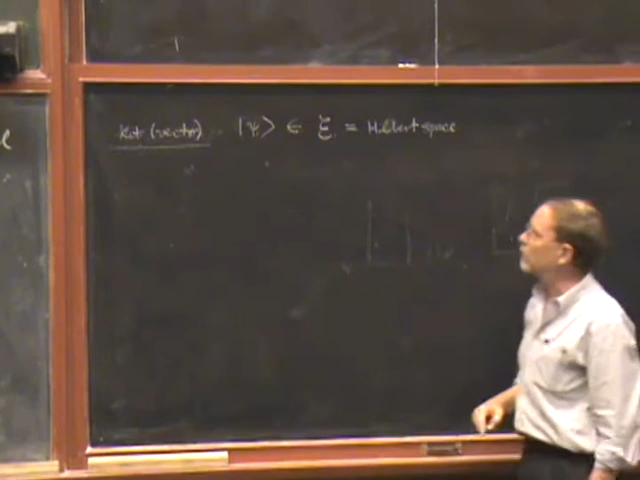 Ket (vector) |ψ⟩ ∈ ξ = Hilbert space